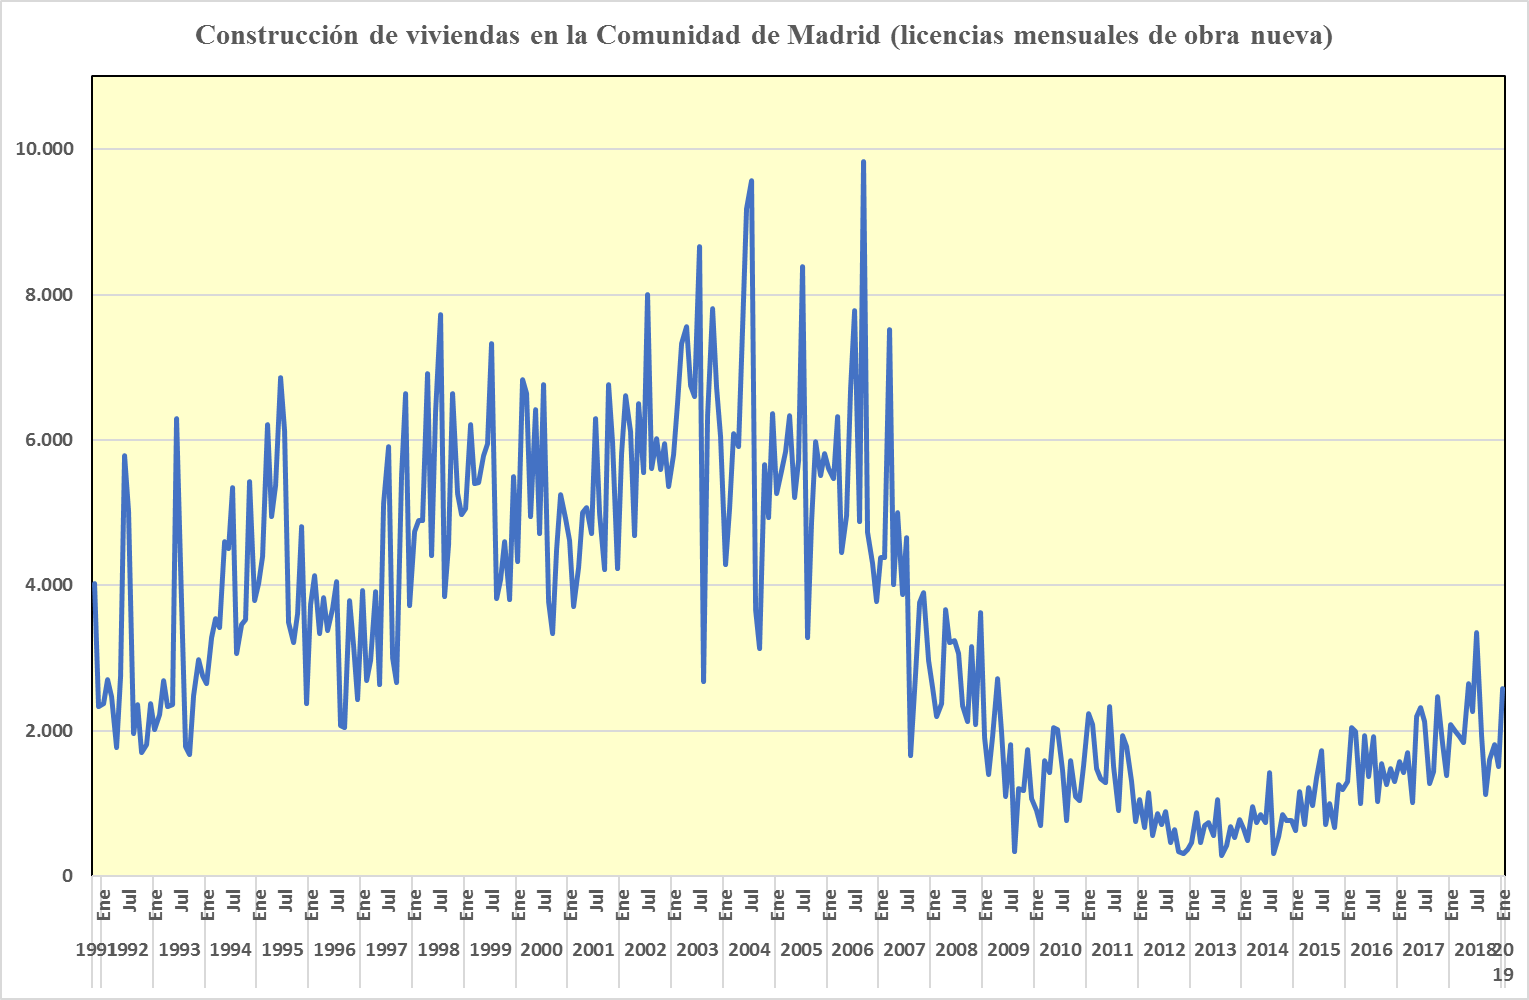 Construcción de viviendas en la Comunidad de Madrid (licencias mensuales de obra nueva)
10.000
8.000
6.000
4.000
2.000
0
Ene Jul Ene Jul Ene Jul Ene Jul Ene Jul Ene Jul Ene Jul Ene Jul Ene Jul Ene Jul Ene Jul Ene Jul Ene Jul Ene Jul Ene Jul Ene Jul Ene Jul Ene Jul Ene Jul Ene Jul Ene Jul Ene Jul Ene Jul Ene Jul Ene Jul Ene Jul Ene Jul Ene
1991 1992 1993 1994 1995 1996 1997 1998 1999 2000 2001 2002 2003 2004 2005 2006 2007 2008 2009 2010 2011 2012 2013 2014 2015 2016 2017 2018 20
19